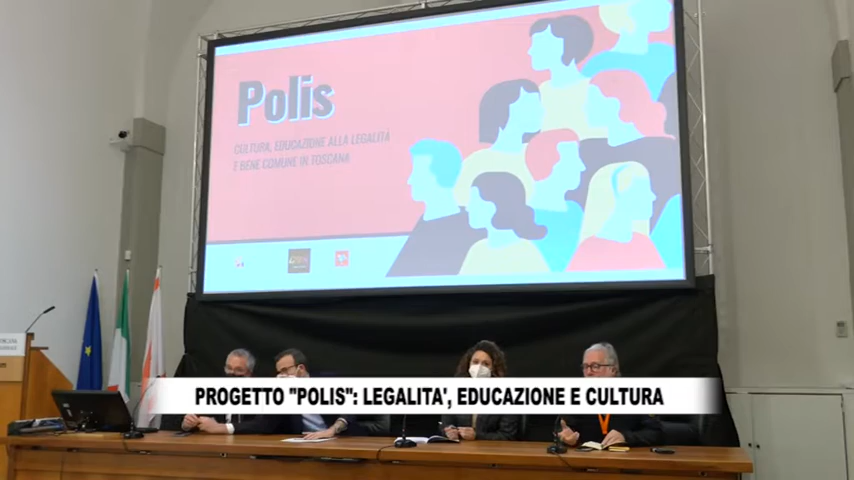 Polis
CULTURA, EDUCAZIONE ALLA LEGALITÀ
E BENE COMUNE IN TOSCANA
PROGETTO "POLIS": LEGALITA', EDUCAZIONE E CULTURA